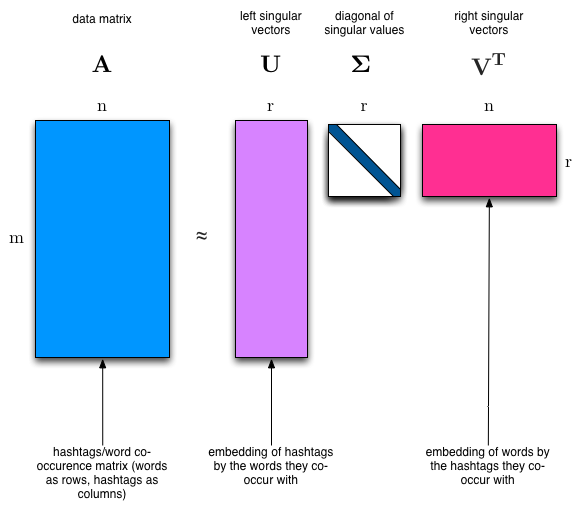 data matrix
left singular
vectors
diagonal of
singular values
right singular
vectors
A
U
Σ
V^T
n
r
r
n
m
≈
r
hashtags/word co-
occurence matrix (words
as rows, hashtags as
columns)
embedding of hashtags
by the words they co-
occur with
embedding of words by
the hashtags they co-
occur with